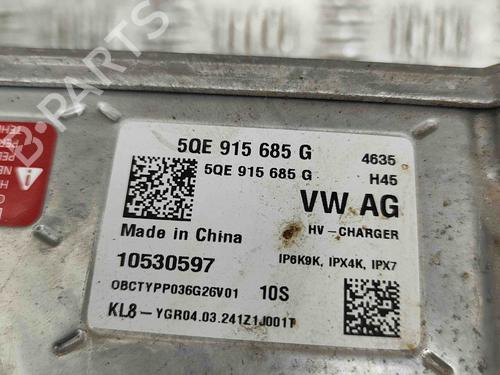 5QE 915 685 G
4635
5QE 915 685 G
H45
VW AG
HV-CHARGER
Made in China
10530597
IP6K9K, IPX4K, IPX7
OBCTYPP036G26V01 10S
KL8-YGR04.03.241Z1J001T
B-PARTS